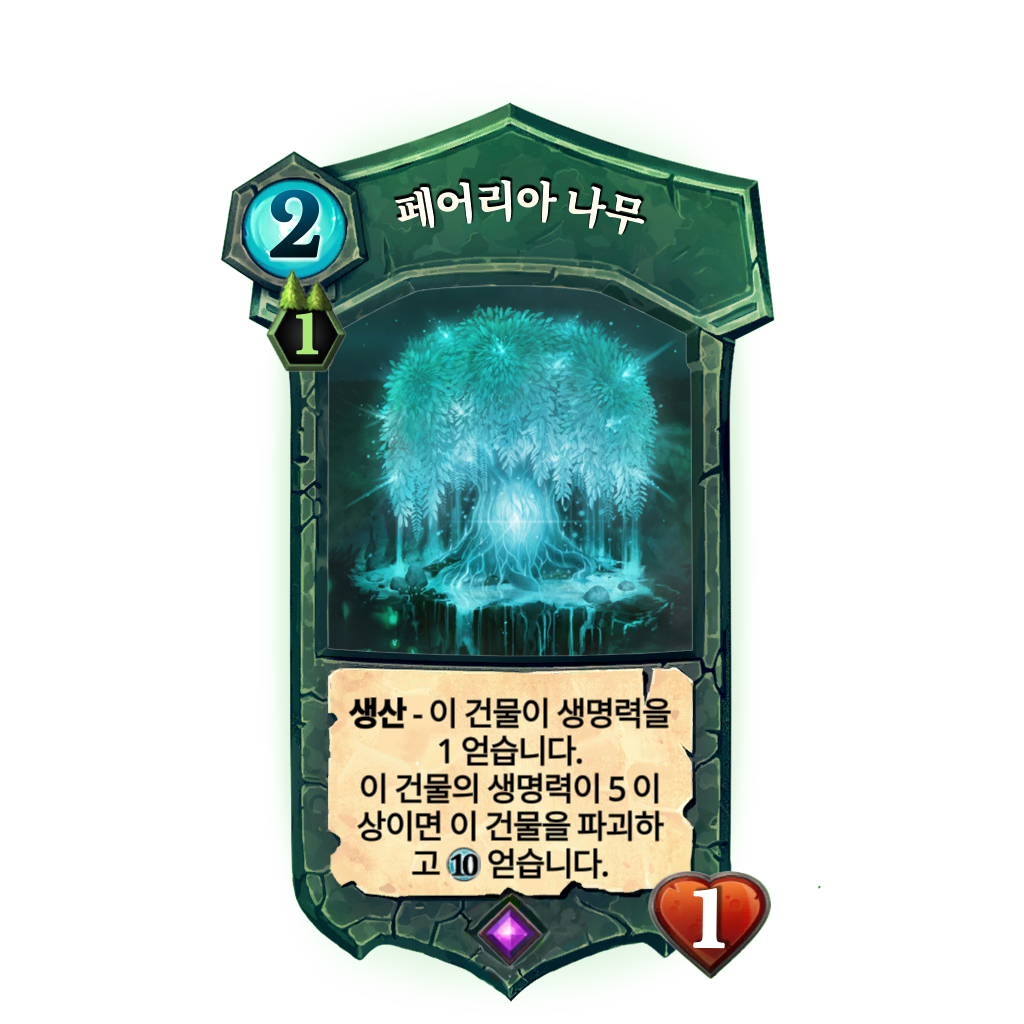 페어리아 나무
2
1
생산 - 이 건물이 생명력을
1 얻습니다.
이 건물의 생명력이 5 이
상이면 이 건물을 파괴하
고 10 얻습니다.
1